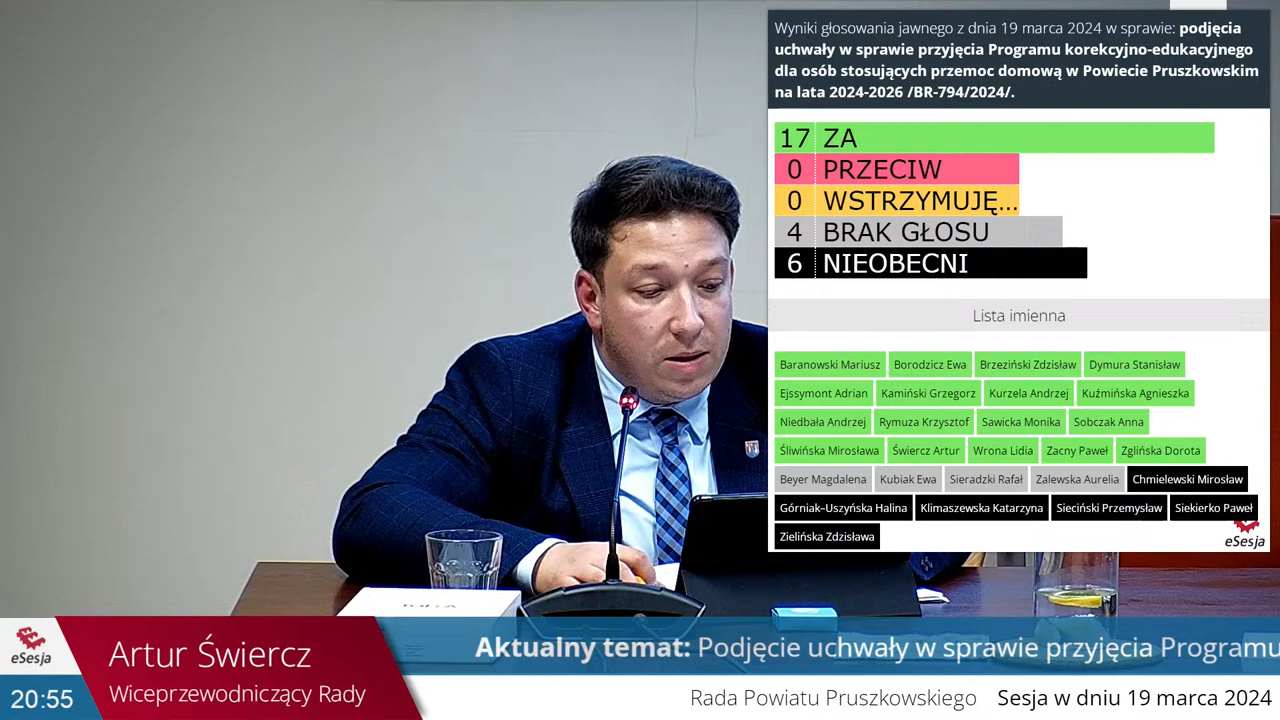 Wyniki głosowania jawnego z dnia 19 marca 2024 w sprawie: podjęcia
uchwały w sprawie przyjęcia Programu korekcyjno-edukacyjnego
dla osób stosujących przemoc domową w Powiecie Pruszkowskim
na lata 2024-2026 /BR-794/2024/.
17 ZA
0 PRZECIW
0 WSTRZYMUJĘ...
4 BRAK GŁOSU
6 NIEOBECNI
Lista imienna
Baranowski Mariusz Borodzicz Ewa Brzeziński Zdzisław Dymura Stanisław
Ejssymont Adrian Kamiński Grzegorz Kurzela Andrzej Kuźmińska Agnieszka
Niedbała Andrzej Rymuza Krzysztof Sawicka Monika Sobczak Anna
Śliwińska Mirosława Świercz Artur Wrona Lidia Zacny Paweł Zglińska Dorota
Beyer Magdalena Kubiak Ewa Sieradzki Rafał Zalewska Aurelia Chmielewski Mirosław
Górniak–Uszyńska Halina Klimaszewska Katarzyna Sieciński Przemysław Siekierko Paweł
Zielińska Zdzisława
eSesja
eSesja
Artur Świercz
Wiceprzewodniczący Rady
Aktualny temat: Podjęcie uchwały w sprawie przyjęcia Programu
20:55
Rada Powiatu Pruszkowskiego Sesja w dniu 19 marca 2024